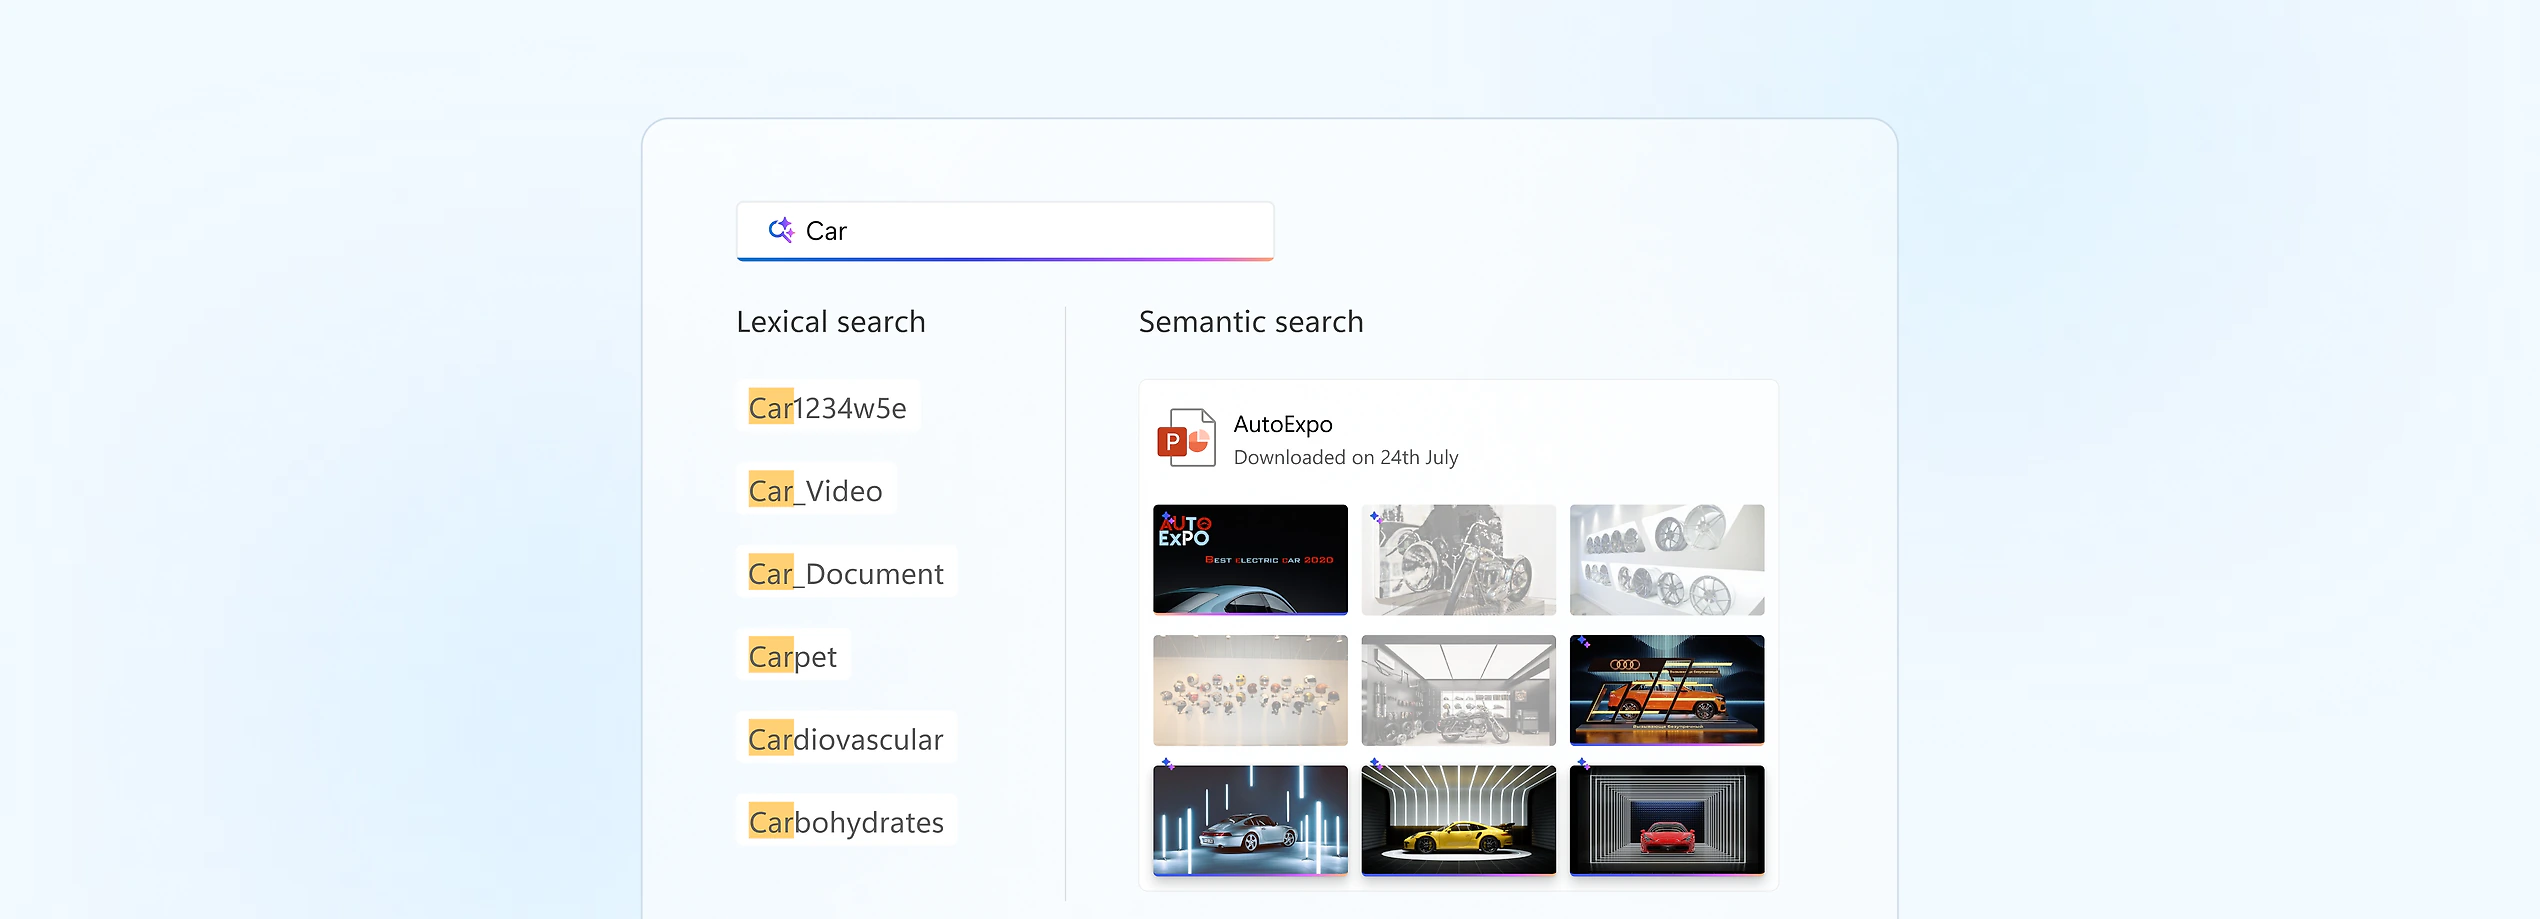 Car
Lexical search
Car1234w5e
Car_Video
Car_Document
Carpet
Cardiovascular
Carbohydrates
Semantic search
P
AutoExpo
Downloaded on 24th July
AUTO
ExPO
BEST ELECTRIC CAR 2020